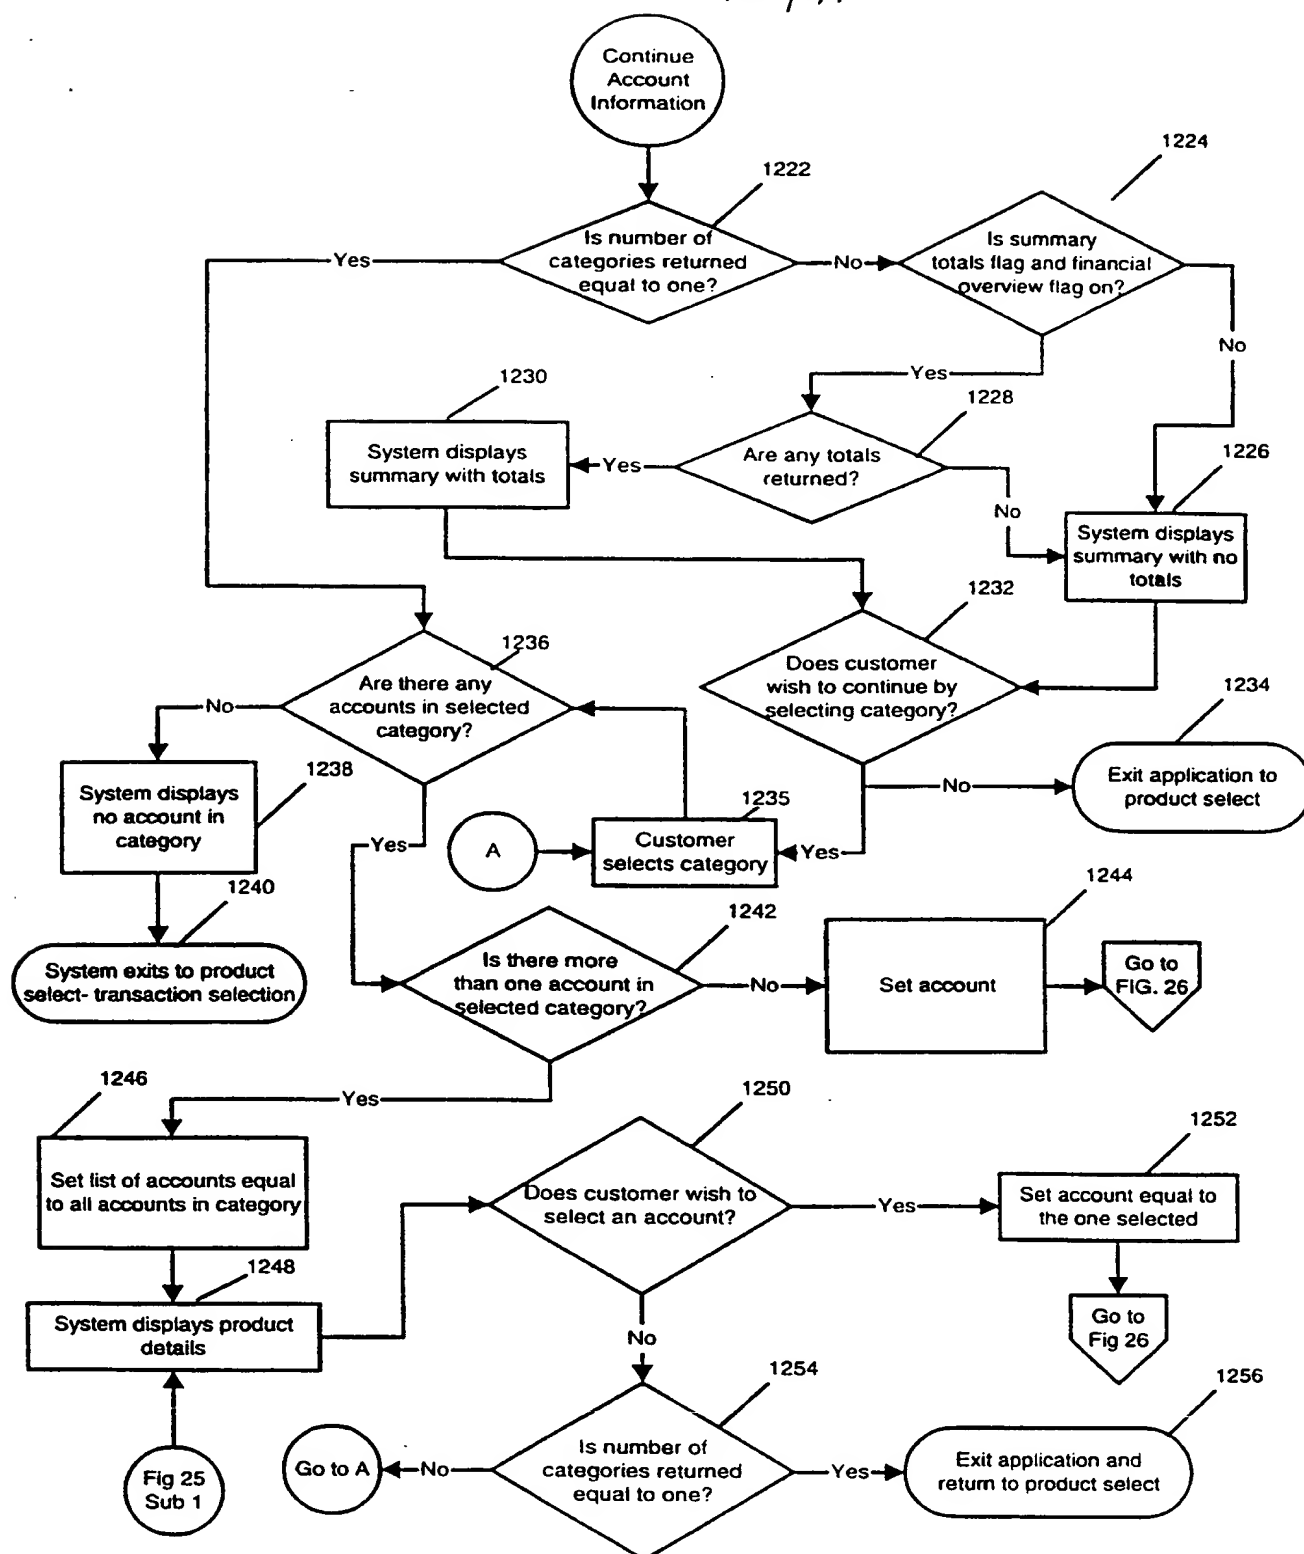 Continue
Account
Information
1222
1224
Is number of
categories returned
equal to one?
Yes
No
Is summary
totals flag and financial
overview flag on?
No
Yes
1230
1228
System displays
summary with totals
Yes
Are any totals
returned?
No
1226
System displays
summary with no
totals
1232
1236
Are there any
accounts in selected
category?
No
Does customer
wish to continue by
selecting category?
1234
Exit application to
product select
No
1238
System displays
no account in
category
1235
Customer
selects category
A
Yes
Yes
1240
System exits to product
select- transaction selection
1242
Is there more
than one account in
selected category?
No
1244
Set account
Go to
FIG. 26
Yes
1246
Set list of accounts equal
to all accounts in category
1250
Does customer wish to
select an account?
Yes
1252
Set account equal to
the one selected
1248
System displays product
details
No
Go to
Fig 26
1254
1256
Fig 25
Sub 1
Go to A
No
Is number of
categories returned
equal to one?
Yes
Exit application and
return to product select